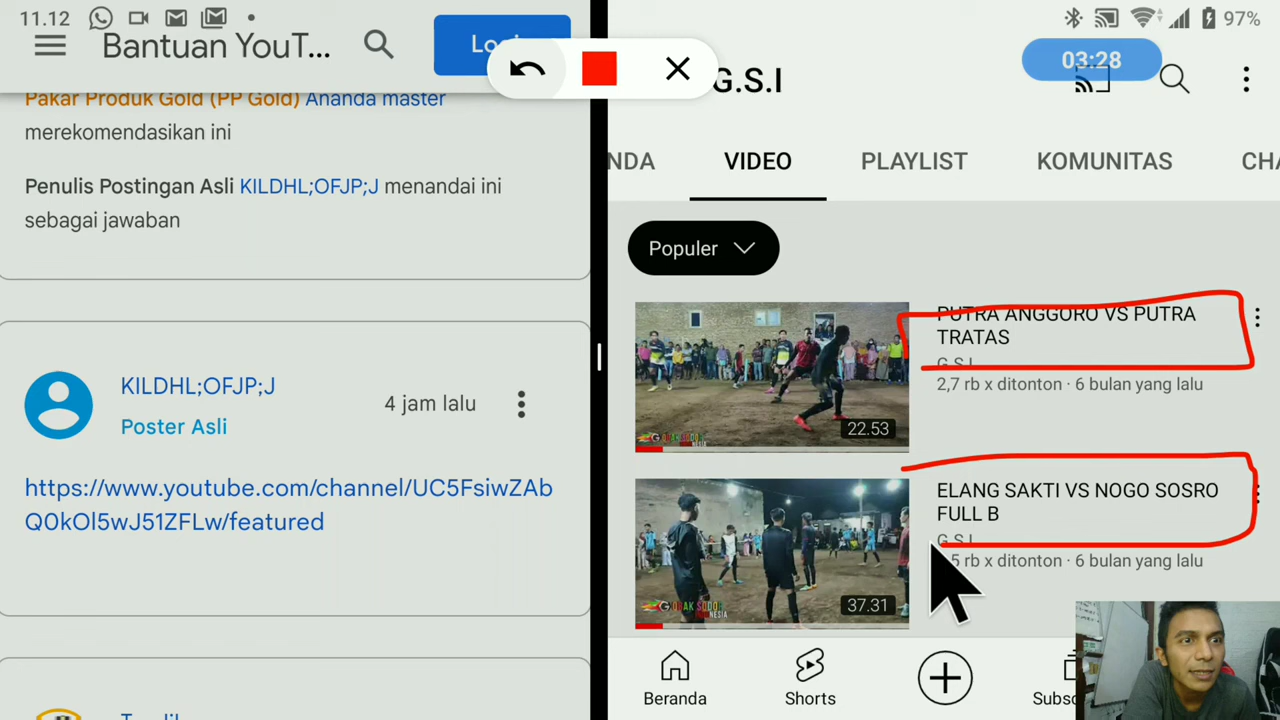 11.12
97%
Bantuan YouT...
Pakar Produk Gold (PP Gold) Ananda master
merekomendasikan ini
Penulis Postingan Asli KILDHL;OFJP;J menandai ini
sebagai jawaban
KILDHL;OFJP;J
4 jam lalu
Poster Asli
https://www.youtube.com/channel/UC5FsiwZAb
Q0kOl5wJ51ZFLw/featured
G.S.I
03:28
NDA
VIDEO
PLAYLIST
KOMUNITAS
CHA
Populer
PUTRA ANGGORO VS PUTRA
TRATAS
G.S.I
2,7 rb x ditonton · 6 bulan yang lalu
22.53
ELANG SAKTI VS NOGO SOSRO
FULL B
G.S.I
5 rb x ditonton · 6 bulan yang lalu
37.31
Beranda
Shorts
Subsc